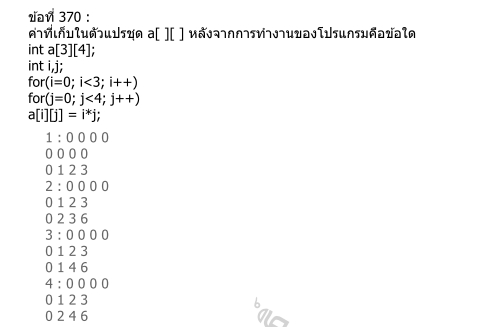 ข้อที่ 370 :
ค่าที่เก็บในตัวแปรชุด a[ ][ ] หลังจากการทำงานของโปรแกรมคือข้อใด
int a[3][4];
int i,j;
for(i=0; i<3; i++)
for(j=0; j<4; j++)
a[i][j] = i*j;
1 : 0 0 0 0
0 0 0 0
0 1 2 3
2 : 0 0 0 0
0 1 2 3
0 2 3 6
3 : 0 0 0 0
0 1 2 3
0 1 4 6
4 : 0 0 0 0
0 1 2 3
0 2 4 6